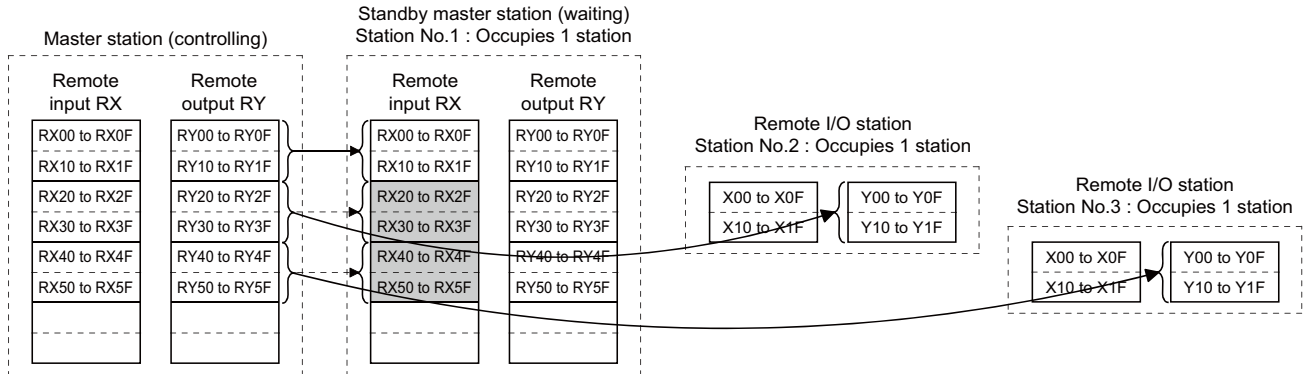 Standby master station (waiting)
Station No.1 : Occupies 1 station
Master station (controlling)
Remote
input RX
Remote
output RY
Remote
input RX
Remote
output RY
RX00 to RX0F
RY00 to RY0F
RX00 to RX0F
RY00 to RY0F
RX10 to RX1F
RY10 to RY1F
RX10 to RX1F
RY10 to RY1F
RX20 to RX2F
RY20 to RY2F
RX20 to RX2F
RY20 to RY2F
RX30 to RX3F
RY30 to RY3F
RX30 to RX3F
RY30 to RY3F
RX40 to RX4F
RY40 to RY4F
RX40 to RX4F
RY40 to RY4F
RX50 to RX5F
RY50 to RY5F
RX50 to RX5F
RY50 to RY5F
Remote I/O station
Station No.2 : Occupies 1 station
X00 to X0F
Y00 to Y0F
X10 to X1F
Y10 to Y1F
Remote I/O station
Station No.3 : Occupies 1 station
X00 to X0F
Y00 to Y0F
X10 to X1F
Y10 to Y1F